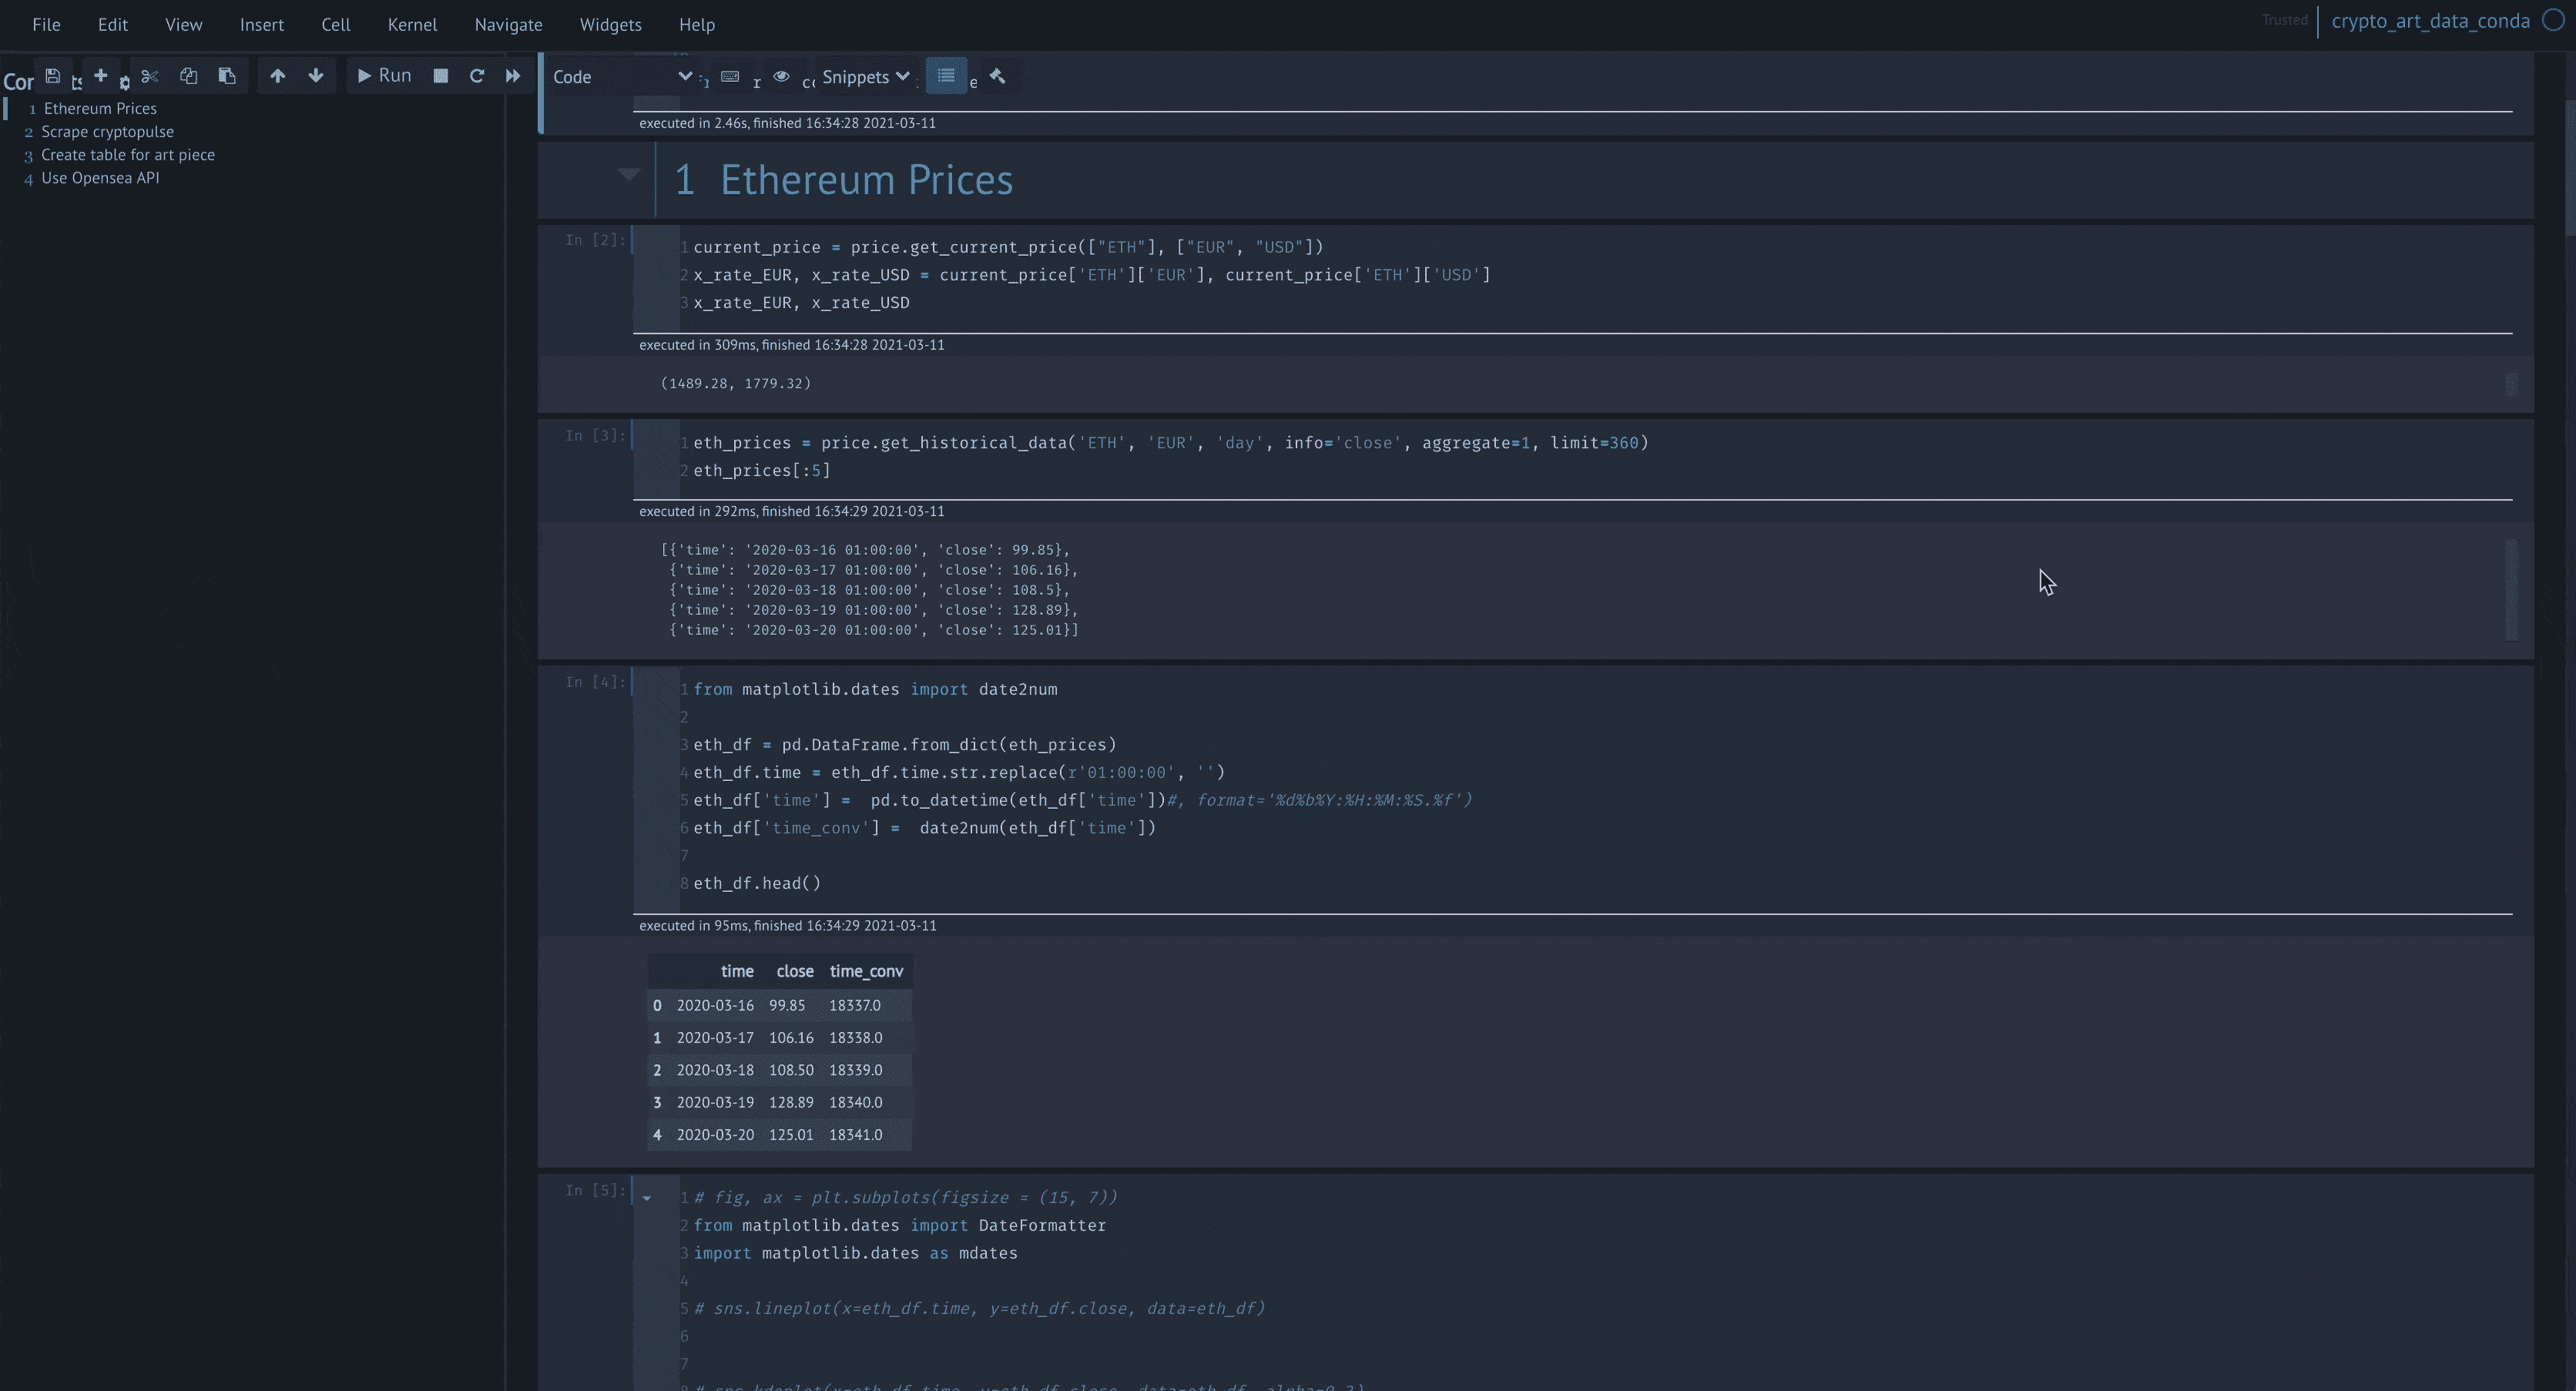 File Edit View Insert Cell Kernel Navigate Widgets Help
Trusted crypto_art_data_conda
Run
Code
Snippets
1 Ethereum Prices
2 Scrape cryptopulse
3 Create table for art piece
4 Use Opensea API
executed in 2.46s, finished 16:34:28 2021-03-11
1 Ethereum Prices
In [2]:
1 current_price = price.get_current_price(["ETH"], ["EUR", "USD"])
2 x_rate_EUR, x_rate_USD = current_price['ETH']['EUR'], current_price['ETH']['USD']
3 x_rate_EUR, x_rate_USD
executed in 309ms, finished 16:34:28 2021-03-11
(1489.28, 1779.32)
In [3]:
1 eth_prices = price.get_historical_data('ETH', 'EUR', 'day', info='close', aggregate=1, limit=360)
2 eth_prices[:5]
executed in 292ms, finished 16:34:29 2021-03-11
[{'time': '2020-03-16 01:00:00', 'close': 99.85},
{'time': '2020-03-17 01:00:00', 'close': 106.16},
{'time': '2020-03-18 01:00:00', 'close': 108.5},
{'time': '2020-03-19 01:00:00', 'close': 128.89},
{'time': '2020-03-20 01:00:00', 'close': 125.01}]
In [4]:
1 from matplotlib.dates import date2num
2
3 eth_df = pd.DataFrame.from_dict(eth_prices)
4 eth_df.time = eth_df.time.str.replace(r'01:00:00', '')
5 eth_df['time'] =  pd.to_datetime(eth_df['time'])#, format='%d%b%Y:%H:%M:%S.%f')
6 eth_df['time_conv'] =  date2num(eth_df['time'])
7
8 eth_df.head()
executed in 95ms, finished 16:34:29 2021-03-11
time close time_conv
0 2020-03-16 99.85 18337.0
1 2020-03-17 106.16 18338.0
2 2020-03-18 108.50 18339.0
3 2020-03-19 128.89 18340.0
4 2020-03-20 125.01 18341.0
In [5]:
1 # fig, ax = plt.subplots(figsize = (15, 7))
2 from matplotlib.dates import DateFormatter
3 import matplotlib.dates as mdates
4
5 # sns.lineplot(x=eth_df.time, y=eth_df.close, data=eth_df)
6
7